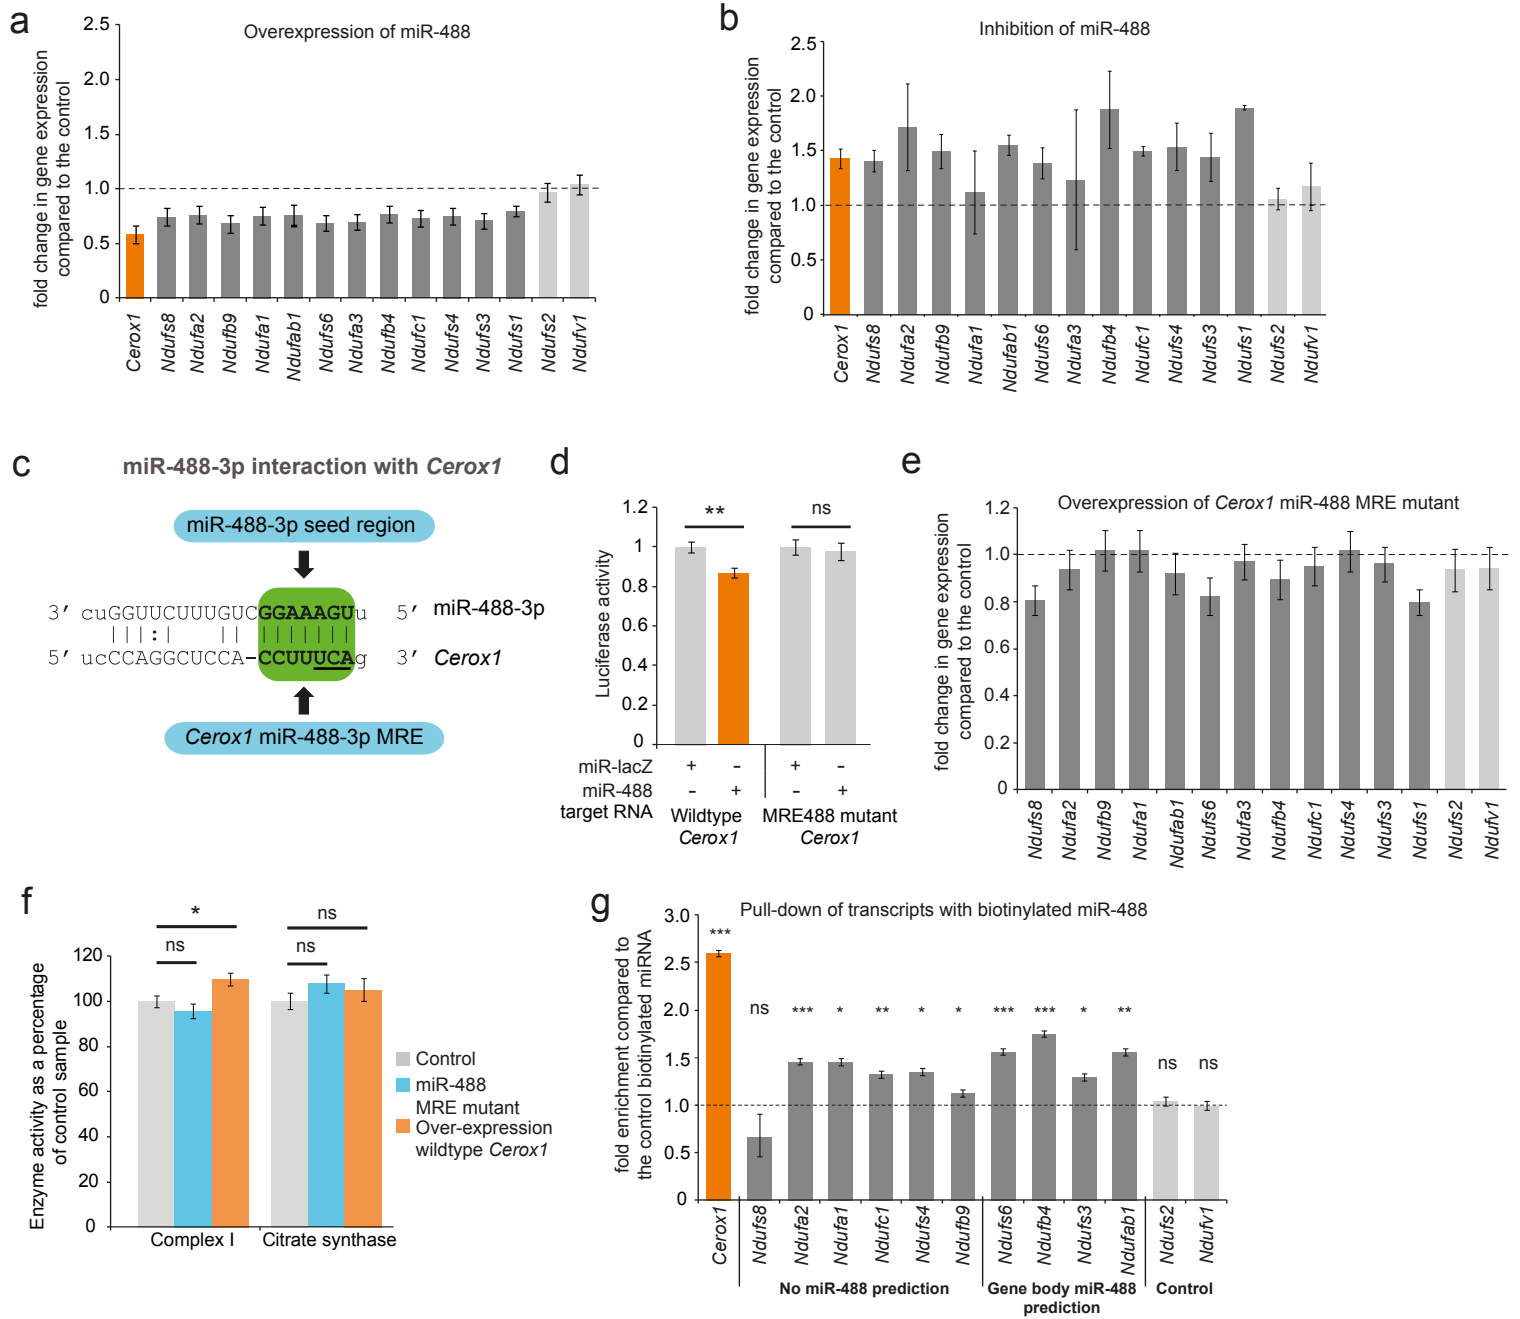 a
Overexpression of miR-488
fold change in gene expression
compared to the control
2.5
2.0
1.5
1.0
0.5
0
Cerox1
Ndufs8
Ndufa2
Ndufb9
Ndufa1
Ndufab1
Ndufs6
Ndufa3
Ndufb4
Ndufc1
Ndufs4
Ndufs3
Ndufs1
Ndufs2
Ndufv1
b
Inhibition of miR-488
fold change in gene expression
compared to the control
2.5
2.0
1.5
1.0
0.5
0
Cerox1
Ndufs8
Ndufa2
Ndufb9
Ndufa1
Ndufab1
Ndufs6
Ndufa3
Ndufb4
Ndufc1
Ndufs4
Ndufs3
Ndufs1
Ndufs2
Ndufv1
c
miR-488-3p interaction with Cerox1
miR-488-3p seed region
3′ cuGGUUCUUUGUCGGAAAGUu 5′ miR-488-3p
5′ ucCCAGGCUCCA-CCUUUCAg 3′ Cerox1
Cerox1 miR-488-3p MRE
d
Luciferase activity
1.2
1
0.8
0.6
0.4
0.2
0
**
ns
miR-lacZ + - + -
miR-488 - + - +
target RNA
Wildtype
Cerox1
MRE488 mutant
Cerox1
e
Overexpression of Cerox1 miR-488 MRE mutant
fold change in gene expression
compared to the control
1.2
1.0
0.8
0.6
0.4
0.2
0
Ndufs8
Ndufa2
Ndufb9
Ndufa1
Ndufab1
Ndufs6
Ndufa3
Ndufb4
Ndufc1
Ndufs4
Ndufs3
Ndufs1
Ndufs2
Ndufv1
f
Enzyme activity as a percentage
of control sample
120
100
80
60
40
20
0
*
ns
ns
ns
Complex I
Citrate synthase
Control
miR-488
MRE mutant
Over-expression
wildtype Cerox1
g
Pull-down of transcripts with biotinylated miR-488
fold enrichment compared to
the control biotinylated miRNA
3.0
2.5
2.0
1.5
1.0
0.5
0
***
ns
***
*
**
*
*
***
***
*
**
ns
ns
Cerox1
Ndufs8
Ndufa2
Ndufa1
Ndufc1
Ndufs4
Ndufb9
Ndufs6
Ndufb4
Ndufs3
Ndufab1
Ndufs2
Ndufv1
No miR-488 prediction
Gene body miR-488
prediction
Control